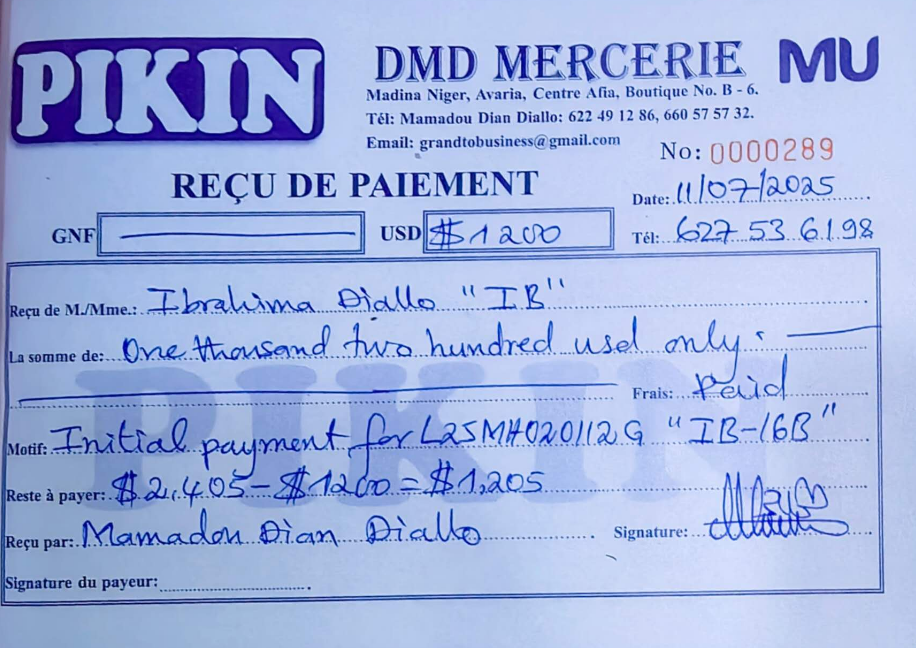 PIKIN
DMD MERCERIE
MU
Madina Niger, Avaria, Centre Afia, Boutique No. B - 6.
Tél: Mamadou Dian Diallo: 622 49 12 86, 660 57 57 32.
Email: grandtobusiness@gmail.com
No: 0000289
REÇU DE PAIEMENT
Date: 11/07/2025
GNF
USD $1200
Tél: 627 53 61 98
Reçu de M./Mme.: Ibrahima Diallo "IB"
La somme de: One thousand two hundred usd only.
Frais: Paid
Motif: Initial payment for L25MH020112G "IB-16B"
Reste à payer: $2,405 - $1200 = $1,205
Reçu par: Mamadou Dian Diallo Signature:
Signature du payeur:
PIKIN